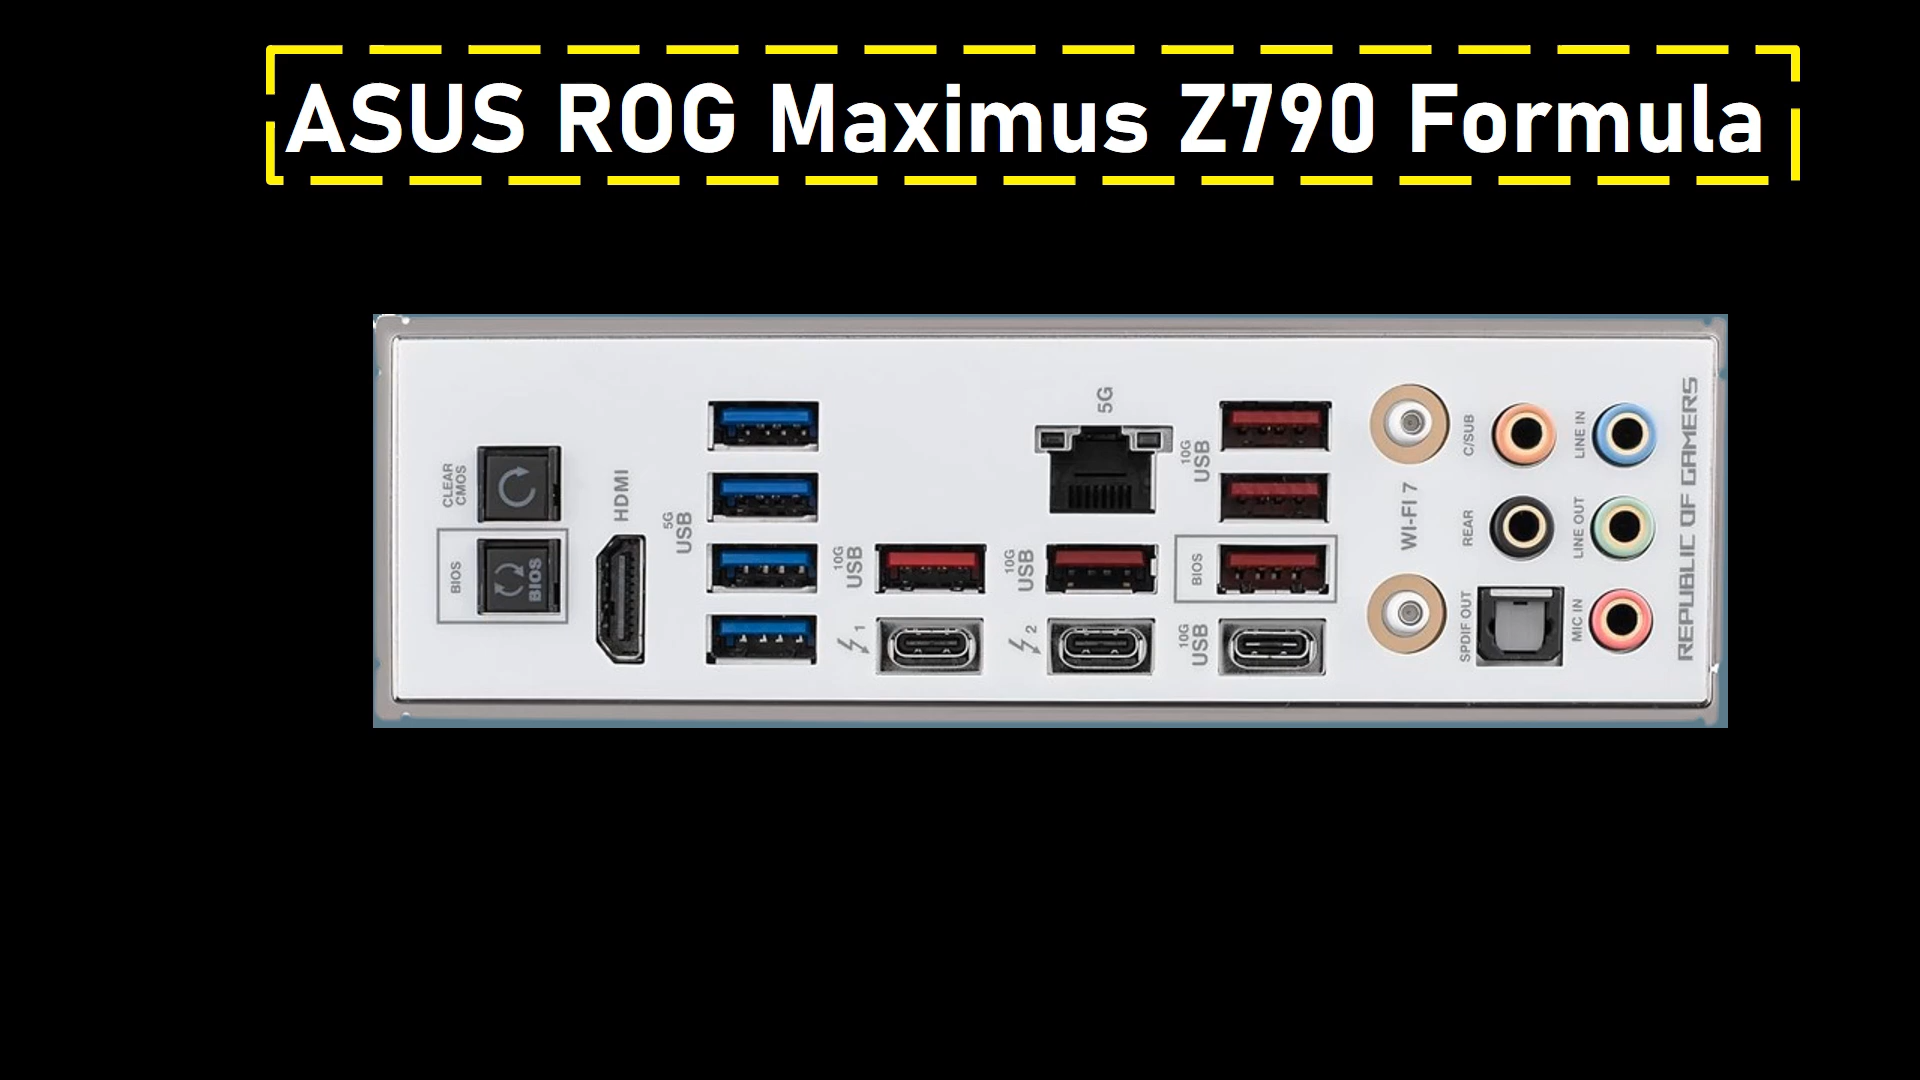 ASUS ROG Maximus Z790 Formula
CLEAR
CMOS
BIOS
BIOS
HDMI
5G
USB
10G
USB
1
5G
10G
USB
2
10G
USB
BIOS
10G
USB
WI-FI 7
C/SUB
REAR
SPDIF OUT
LINE IN
LINE OUT
MIC IN
REPUBLIC OF GAMERS